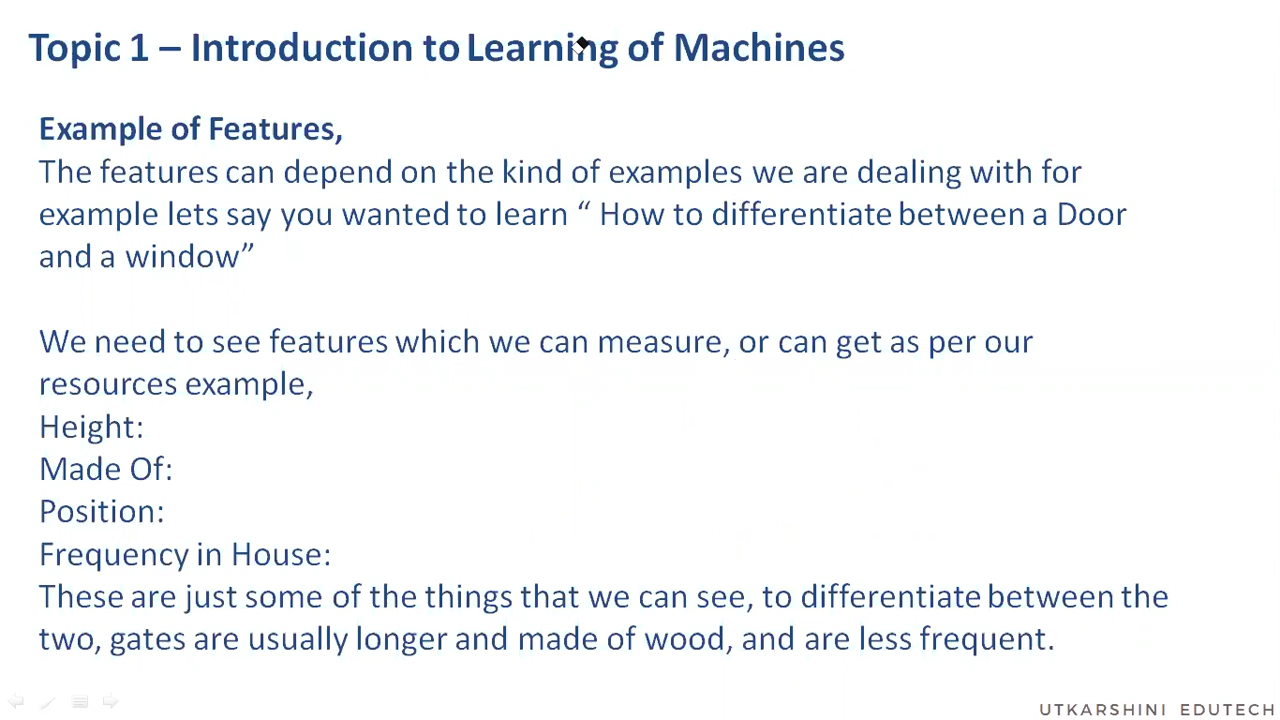 Topic 1 – Introduction to Learning of Machines
Example of Features,
The features can depend on the kind of examples we are dealing with for
example lets say you wanted to learn “ How to differentiate between a Door
and a window”
We need to see features which we can measure, or can get as per our
resources example,
Height:
Made Of:
Position:
Frequency in House:
These are just some of the things that we can see, to differentiate between the
two, gates are usually longer and made of wood, and are less frequent.
UTKARSHINI EDUTECH